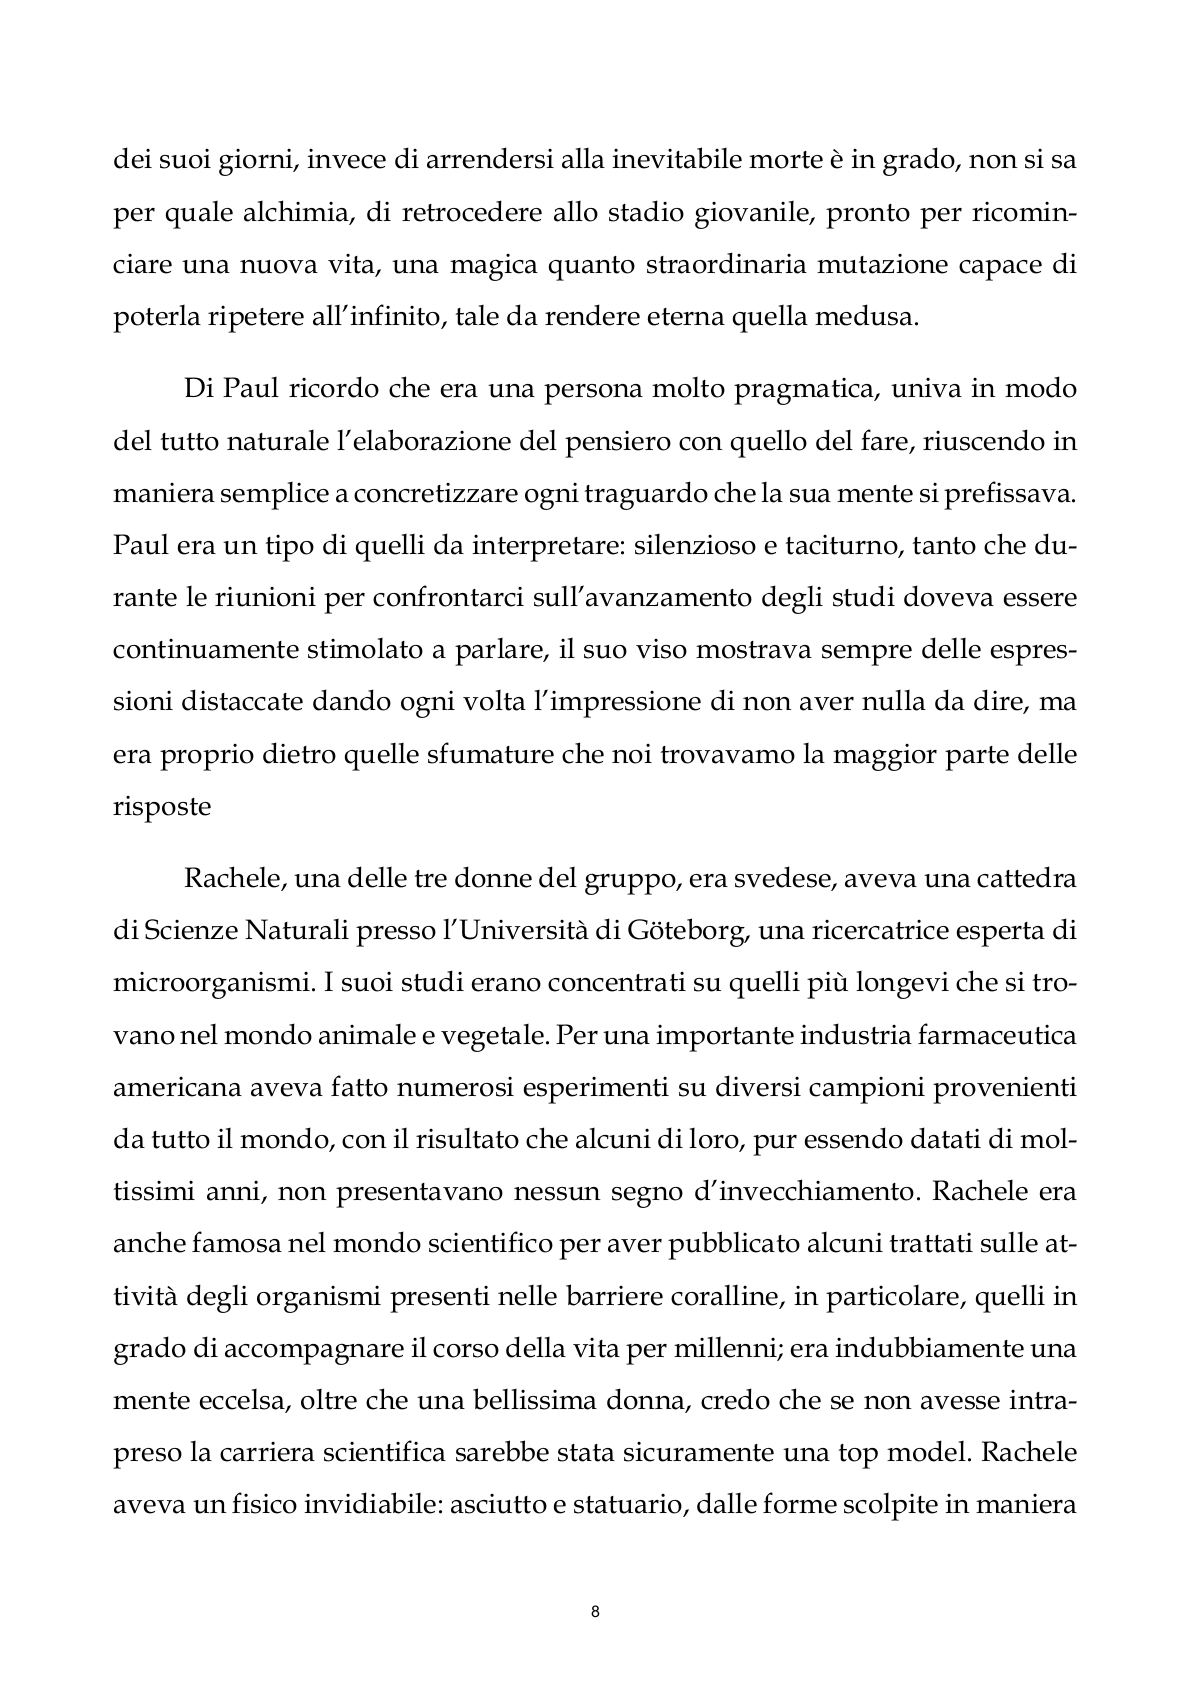 dei suoi giorni, invece di arrendersi alla inevitabile morte è in grado, non si sa
per quale alchimia, di retrocedere allo stadio giovanile, pronto per ricomin-
ciare una nuova vita, una magica quanto straordinaria mutazione capace di
poterla ripetere all’infinito, tale da rendere eterna quella medusa.
Di Paul ricordo che era una persona molto pragmatica, univa in modo
del tutto naturale l’elaborazione del pensiero con quello del fare, riuscendo in
maniera semplice a concretizzare ogni traguardo che la sua mente si prefissava.
Paul era un tipo di quelli da interpretare: silenzioso e taciturno, tanto che du-
rante le riunioni per confrontarci sull’avanzamento degli studi doveva essere
continuamente stimolato a parlare, il suo viso mostrava sempre delle espres-
sioni distaccate dando ogni volta l’impressione di non aver nulla da dire, ma
era proprio dietro quelle sfumature che noi trovavamo la maggior parte delle
risposte
Rachele, una delle tre donne del gruppo, era svedese, aveva una cattedra
di Scienze Naturali presso l’Università di Göteborg, una ricercatrice esperta di
microorganismi. I suoi studi erano concentrati su quelli più longevi che si tro-
vano nel mondo animale e vegetale. Per una importante industria farmaceutica
americana aveva fatto numerosi esperimenti su diversi campioni provenienti
da tutto il mondo, con il risultato che alcuni di loro, pur essendo datati di mol-
tissimi anni, non presentavano nessun segno d’invecchiamento. Rachele era
anche famosa nel mondo scientifico per aver pubblicato alcuni trattati sulle at-
tività degli organismi presenti nelle barriere coralline, in particolare, quelli in
grado di accompagnare il corso della vita per millenni; era indubbiamente una
mente eccelsa, oltre che una bellissima donna, credo che se non avesse intra-
preso la carriera scientifica sarebbe stata sicuramente una top model. Rachele
aveva un fisico invidiabile: asciutto e statuario, dalle forme scolpite in maniera
8